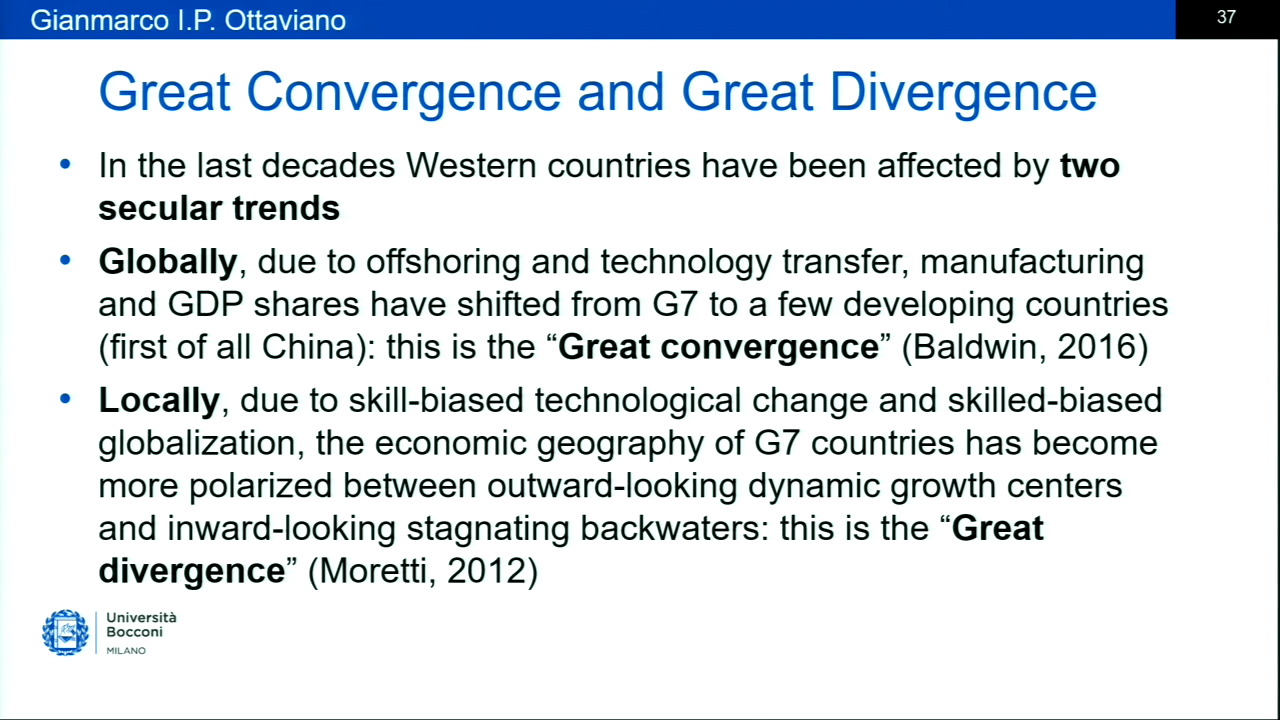 Gianmarco I.P. Ottaviano
37
Great Convergence and Great Divergence
• In the last decades Western countries have been affected by two
secular trends
• Globally, due to offshoring and technology transfer, manufacturing
and GDP shares have shifted from G7 to a few developing countries
(first of all China): this is the “Great convergence” (Baldwin, 2016)
• Locally, due to skill-biased technological change and skilled-biased
globalization, the economic geography of G7 countries has become
more polarized between outward-looking dynamic growth centers
and inward-looking stagnating backwaters: this is the “Great
divergence” (Moretti, 2012)
Università
Bocconi
MILANO